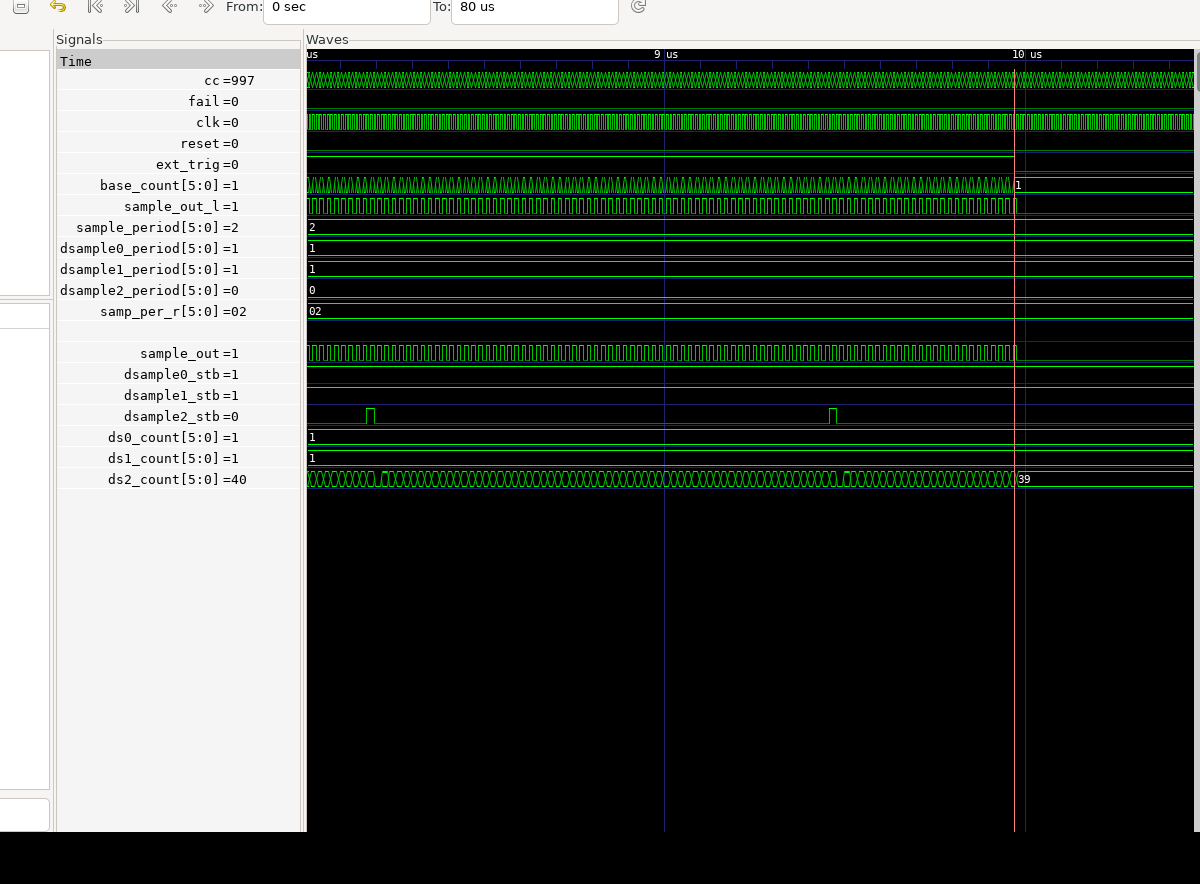 From: 0 sec To: 80 us
Signals Waves
Time
us 9 us 10 us
cc =997
fail =0
clk =0
reset =0
ext_trig =0
base_count[5:0] =1 1
sample_out_l =1
sample_period[5:0] =2 2
dsample0_period[5:0] =1 1
dsample1_period[5:0] =1 1
dsample2_period[5:0] =0 0
samp_per_r[5:0] =02 02
sample_out =1
dsample0_stb =1
dsample1_stb =1
dsample2_stb =0
ds0_count[5:0] =1 1
ds1_count[5:0] =1 1
ds2_count[5:0] =40 39